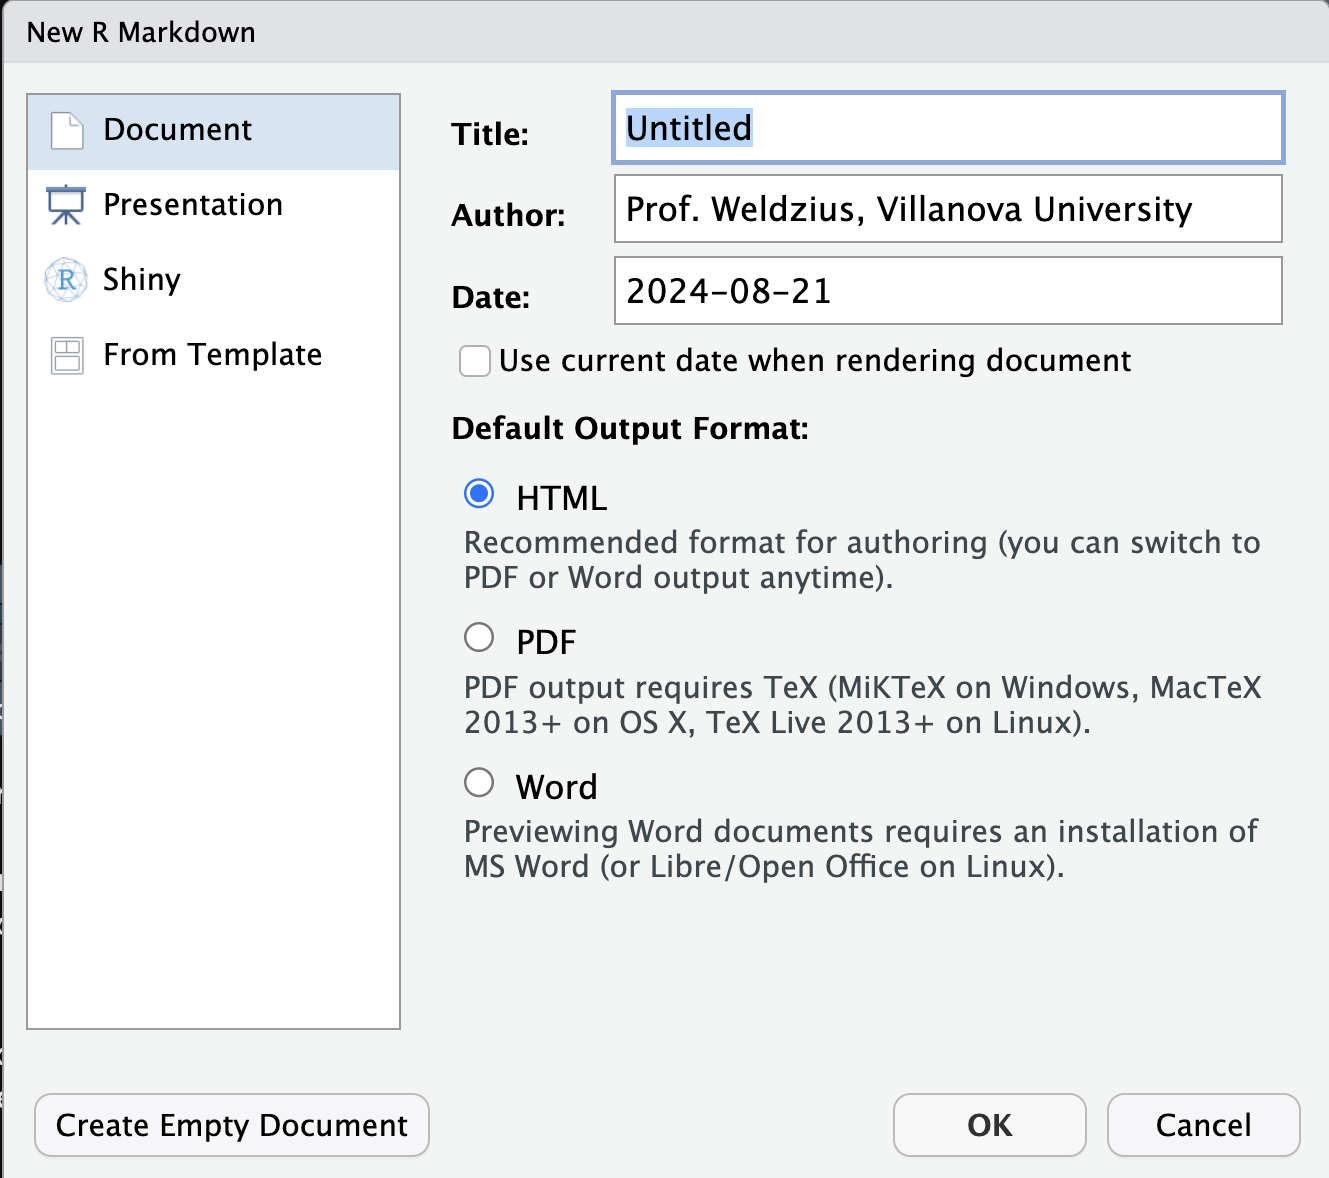 New R Markdown
Document
Presentation
Shiny
From Template
Title: Untitled
Author: Prof. Weldzius, Villanova University
Date: 2024-08-21
Use current date when rendering document
Default Output Format:
HTML
Recommended format for authoring (you can switch to
PDF or Word output anytime).
PDF
PDF output requires TeX (MiKTeX on Windows, MacTeX
2013+ on OS X, TeX Live 2013+ on Linux).
Word
Previewing Word documents requires an installation of
MS Word (or Libre/Open Office on Linux).
Create Empty Document
OK
Cancel